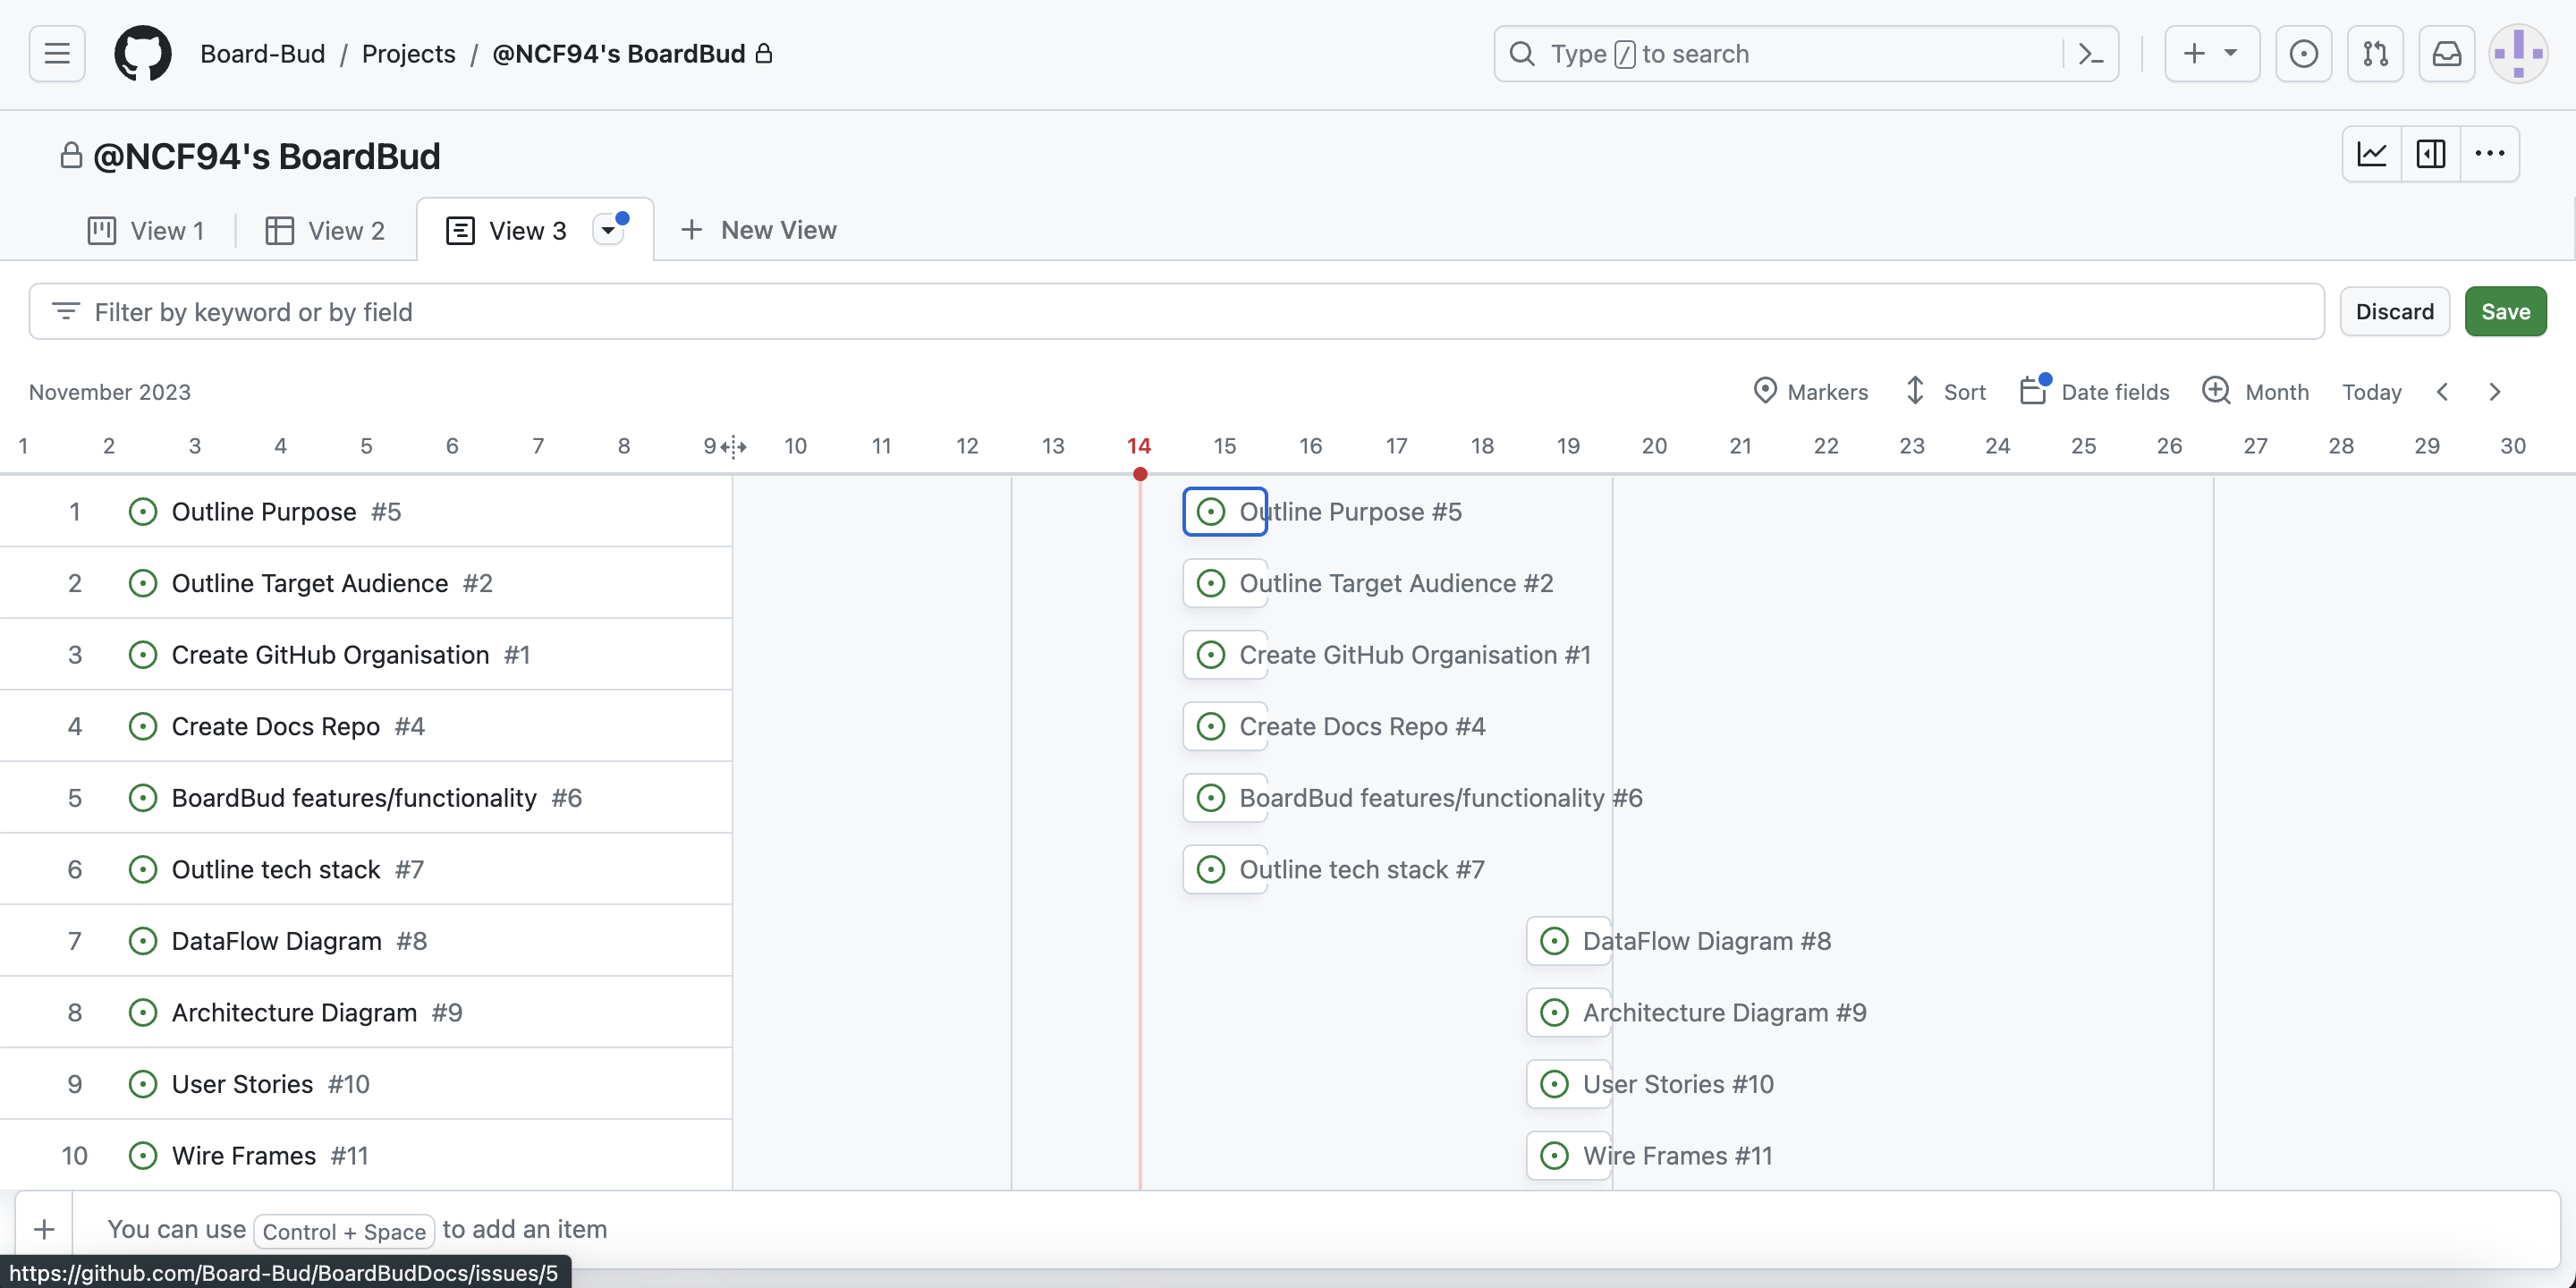 Board-Bud / Projects / @NCF94's BoardBud
Type / to search
@NCF94's BoardBud
View 1
View 2
View 3
New View
Filter by keyword or by field
Discard
Save
November 2023
Markers
Sort
Date fields
Month
Today
1 2 3 4 5 6 7 8 9 10 11 12 13 14 15 16 17 18 19 20 21 22 23 24 25 26 27 28 29 30
1 Outline Purpose #5 Outline Purpose #5
2 Outline Target Audience #2 Outline Target Audience #2
3 Create GitHub Organisation #1 Create GitHub Organisation #1
4 Create Docs Repo #4 Create Docs Repo #4
5 BoardBud features/functionality #6 BoardBud features/functionality #6
6 Outline tech stack #7 Outline tech stack #7
7 DataFlow Diagram #8 DataFlow Diagram #8
8 Architecture Diagram #9 Architecture Diagram #9
9 User Stories #10 User Stories #10
10 Wire Frames #11 Wire Frames #11
You can use Control + Space to add an item
https://github.com/Board-Bud/BoardBudDocs/issues/5